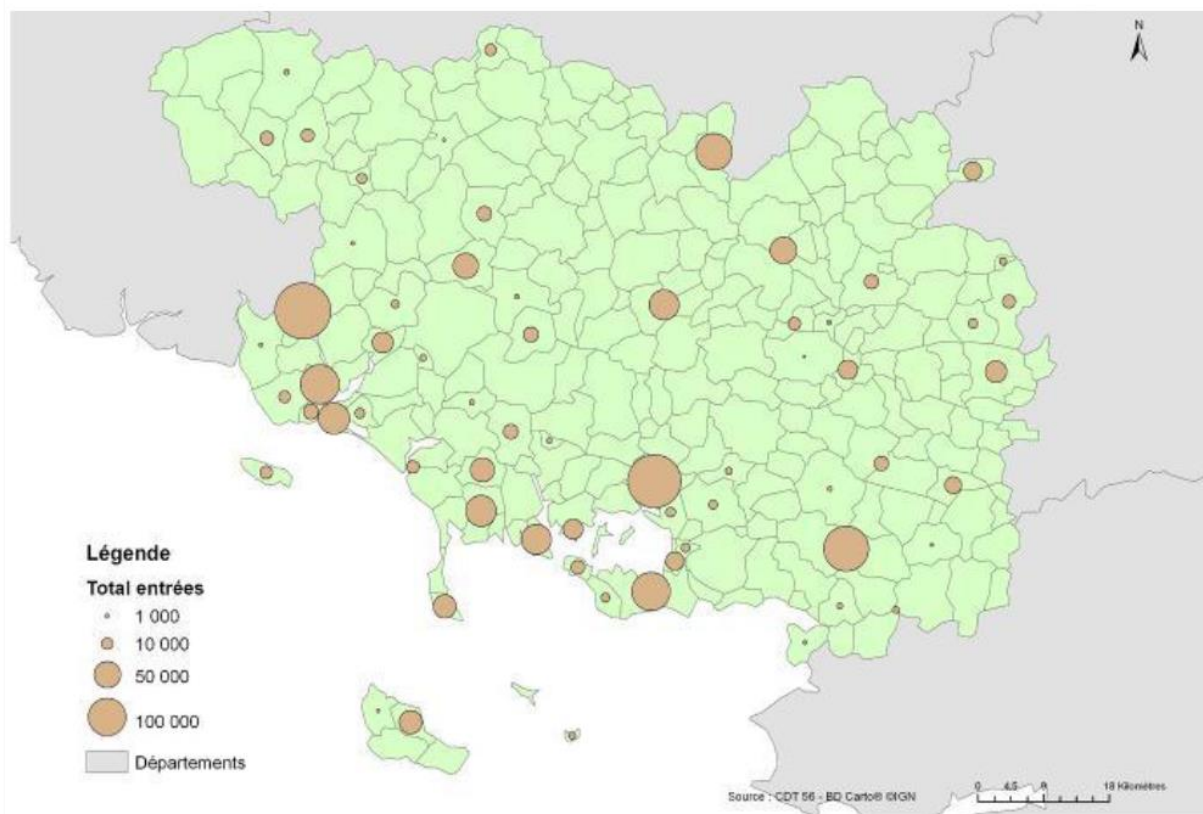 N
Légende
Total entrées
1 000
10 000
50 000
100 000
Départements
Source : CDT 56 - BD Carto® ©IGN
0 4,5 9 18 Kilomètres